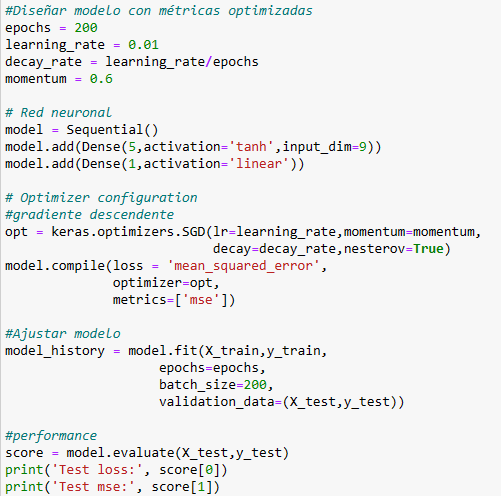 #Diseñar modelo con métricas optimizadas
epochs = 200
learning_rate = 0.01
decay_rate = learning_rate/epochs
momentum = 0.6

# Red neuronal
model = Sequential()
model.add(Dense(5,activation='tanh',input_dim=9))
model.add(Dense(1,activation='linear'))

# Optimizer configuration
#gradiente descendente
opt = keras.optimizers.SGD(lr=learning_rate,momentum=momentum,
                           decay=decay_rate,nesterov=True)
model.compile(loss = 'mean_squared_error',
              optimizer=opt,
              metrics=['mse'])

#Ajustar modelo
model_history = model.fit(X_train,y_train,
                    epochs=epochs,
                    batch_size=200,
                    validation_data=(X_test,y_test))

#performance
score = model.evaluate(X_test,y_test)
print('Test loss:', score[0])
print('Test mse:', score[1])